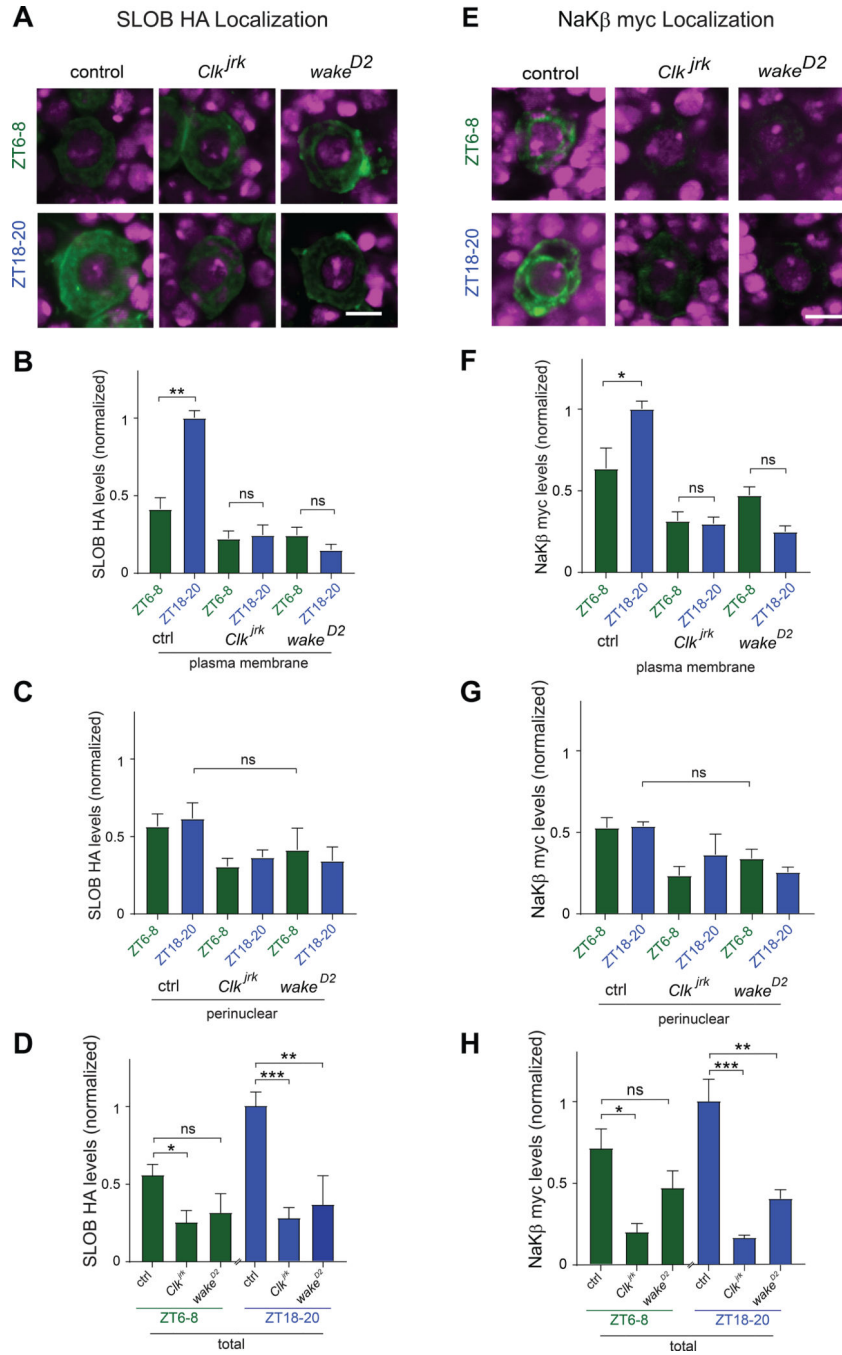 A
SLOB HA Localization
control
Clk^jrk
wake^D2
ZT6-8
ZT18-20
B
SLOB HA levels (normalized)
1
0.5
0
**
ns
ns
ZT6-8
ZT18-20
ZT6-8
ZT18-20
ZT6-8
ZT18-20
ctrl
Clk^jrk
wake^D2
plasma membrane
C
SLOB HA levels (normalized)
1
0.5
0
ns
ZT6-8
ZT18-20
ZT6-8
ZT18-20
ZT6-8
ZT18-20
ctrl
Clk^jrk
wake^D2
perinuclear
D
SLOB HA levels (normalized)
1
0.5
0
ns
*
**
***
ctrl
Clk^jrk
wake^D2
ctrl
Clk^jrk
wake^D2
ZT6-8
ZT18-20
total
E
NaKβ myc Localization
control
Clk^jrk
wake^D2
ZT6-8
ZT18-20
F
NaKβ myc levels (normalized)
1
0.5
0
*
ns
ns
ZT6-8
ZT18-20
ZT6-8
ZT18-20
ZT6-8
ZT18-20
ctrl
Clk^jrk
wake^D2
plasma membrane
G
NaKβ myc levels (normalized)
1
0.5
0
ns
ZT6-8
ZT18-20
ZT6-8
ZT18-20
ZT6-8
ZT18-20
ctrl
Clk^jrk
wake^D2
perinuclear
H
NaKβ myc levels (normalized)
1
0.5
0
ns
*
**
***
ctrl
Clk^jrk
wake^D2
ctrl
Clk^jrk
wake^D2
ZT6-8
ZT18-20
total